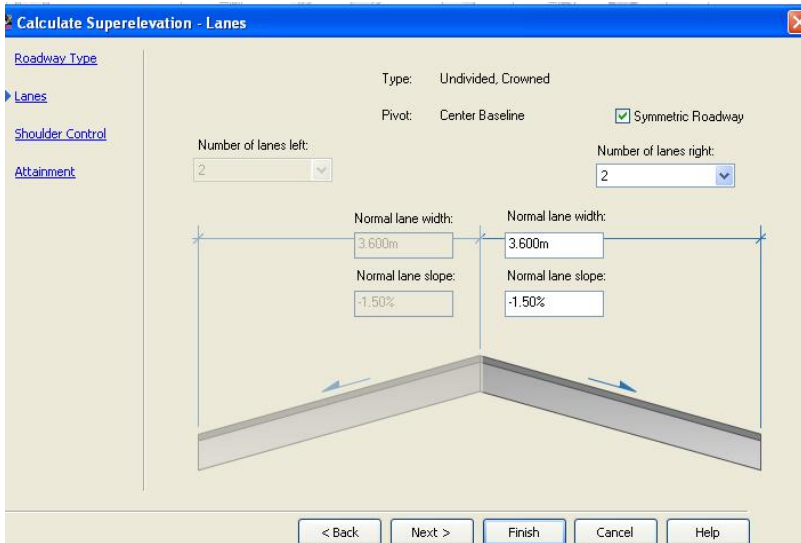 Calculate Superelevation - Lanes
Roadway Type
Lanes
Shoulder Control
Attainment
Type: Undivided, Crowned
Pivot: Center Baseline
Symmetric Roadway
Number of lanes left:
2
Number of lanes right:
2
Normal lane width:
3.600m
Normal lane width:
3.600m
Normal lane slope:
-1.50%
Normal lane slope:
-1.50%
< Back
Next >
Finish
Cancel
Help